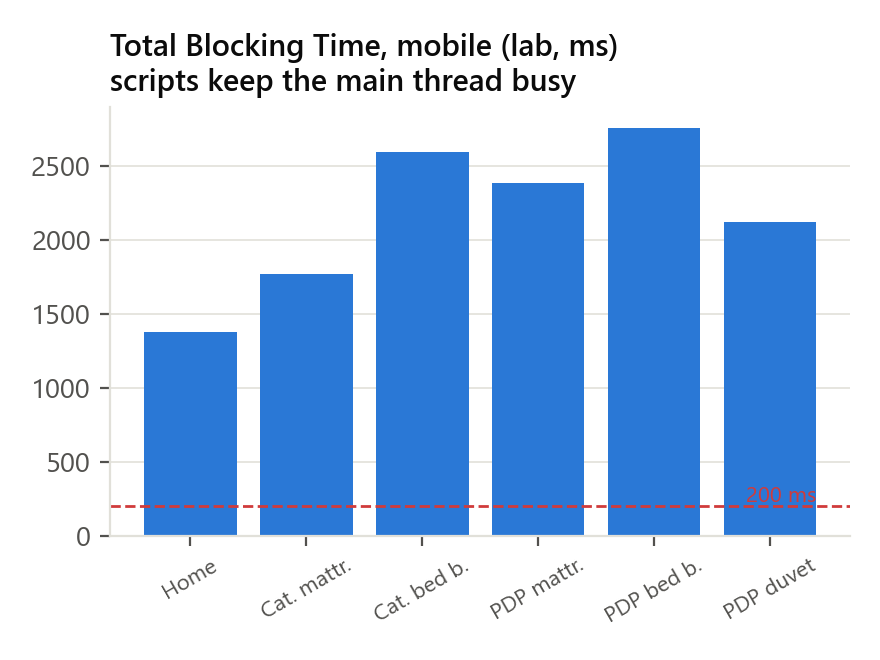 Total Blocking Time, mobile (lab, ms)
scripts keep the main thread busy
2500
2000
1500
1000
500
0
200 ms
Home
Cat. mattr.
Cat. bed b.
PDP mattr.
PDP bed b.
PDP duvet